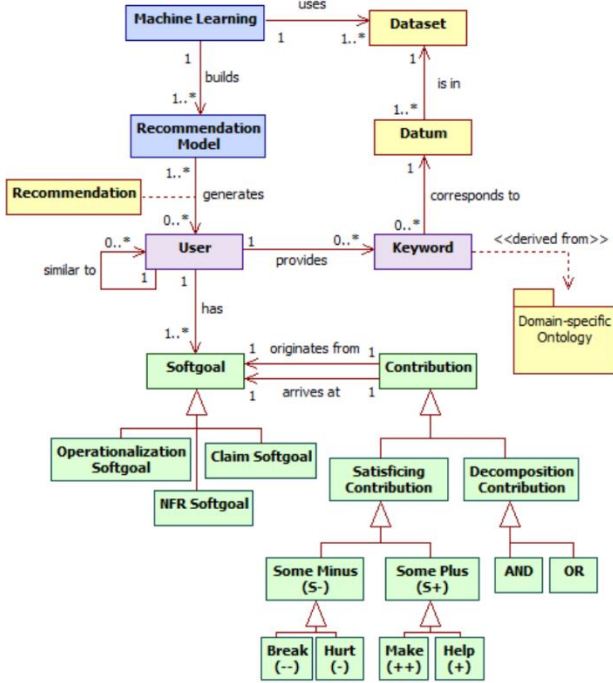 Machine Learning
uses
1
1..*
Dataset
1
builds
1..*
1
is in
1..*
Recommendation
Model
Datum
1..*
1
Recommendation
generates
corresponds to
0..*
0..*
0..*
User
1
provides
0..*
Keyword
<<derived from>>
similar to
1
1
has
Domain-specific
Ontology
1..*
1
originates from
1
Softgoal
Contribution
1
arrives at
1
Operationalization
Softgoal
Claim Softgoal
NFR Softgoal
Satisficing
Contribution
Decomposition
Contribution
Some Minus
(S-)
Some Plus
(S+)
AND
OR
Break
(--)
Hurt
(-)
Make
(++)
Help
(+)